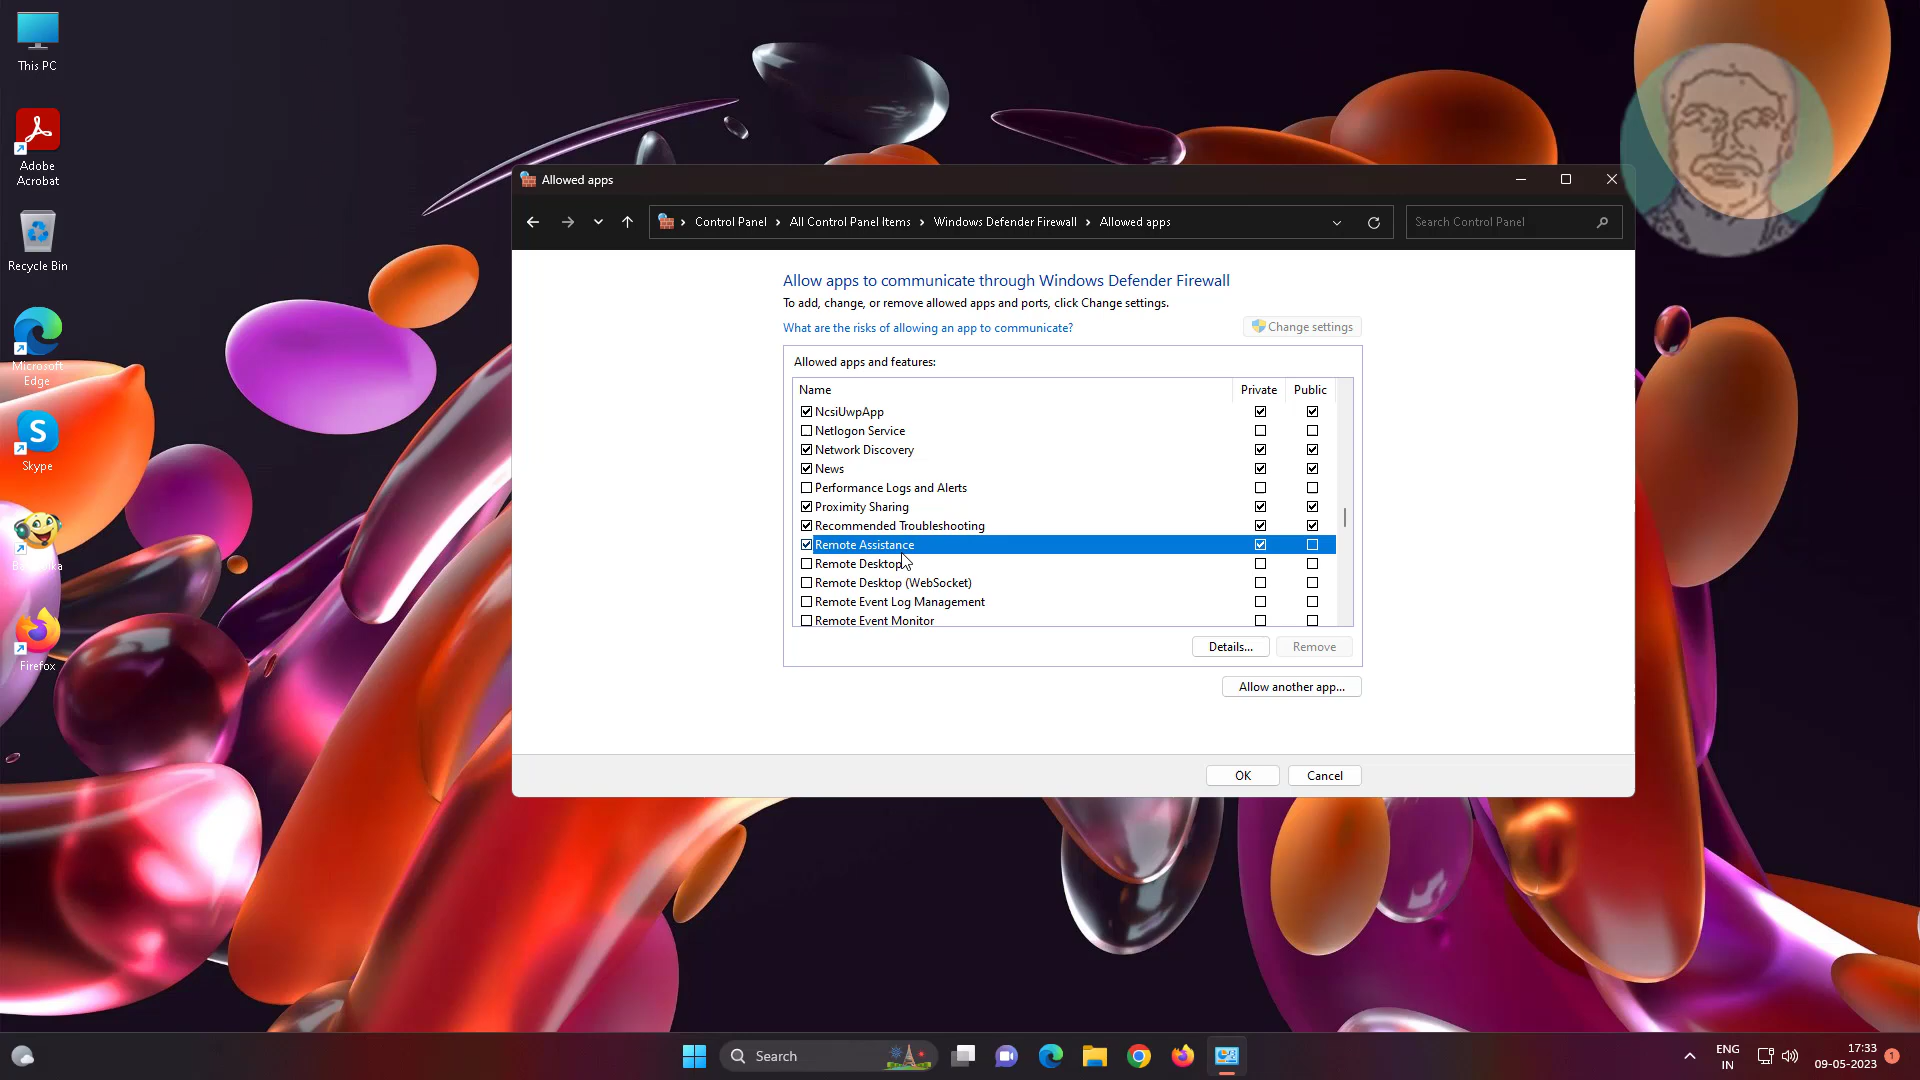 This PC
Adobe
Acrobat
Recycle Bin
Microsoft
Edge
S
Skype
Firefox
Allowed apps
Control Panel
All Control Panel Items
Windows Defender Firewall
Allowed apps
Search Control Panel
Allow apps to communicate through Windows Defender Firewall
To add, change, or remove allowed apps and ports, click Change settings.
What are the risks of allowing an app to communicate?
Change settings
Allowed apps and features:
Name Private Public
NcsiUwpApp
Netlogon Service
Network Discovery
News
Performance Logs and Alerts
Proximity Sharing
Recommended Troubleshooting
Remote Assistance
Remote Desktop
Remote Desktop (WebSocket)
Remote Event Log Management
Remote Event Monitor
Details... Remove
Allow another app...
OK Cancel
Search
ENG
IN
17:33
09-05-2023
1